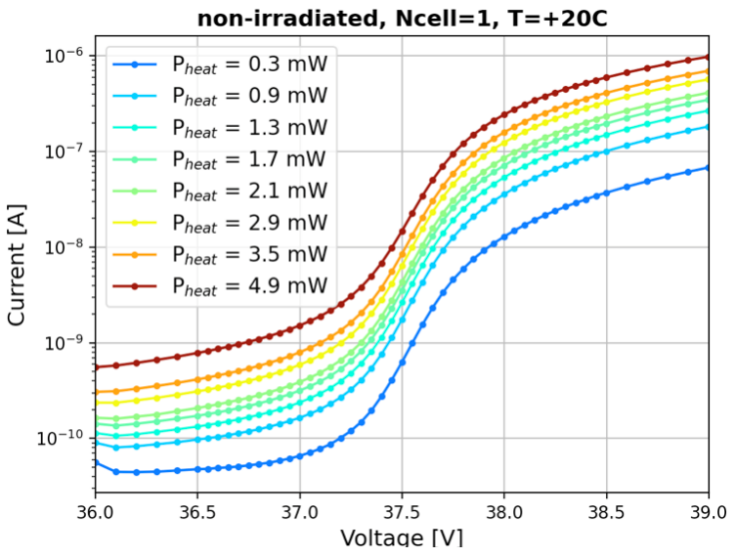 non-irradiated, Ncell=1, T=+20C
10⁻⁶
10⁻⁷
10⁻⁸
10⁻⁹
10⁻¹⁰
Current [A]
P_heat = 0.3 mW
P_heat = 0.9 mW
P_heat = 1.3 mW
P_heat = 1.7 mW
P_heat = 2.1 mW
P_heat = 2.9 mW
P_heat = 3.5 mW
P_heat = 4.9 mW
36.0 36.5 37.0 37.5 38.0 38.5 39.0
Voltage [V]